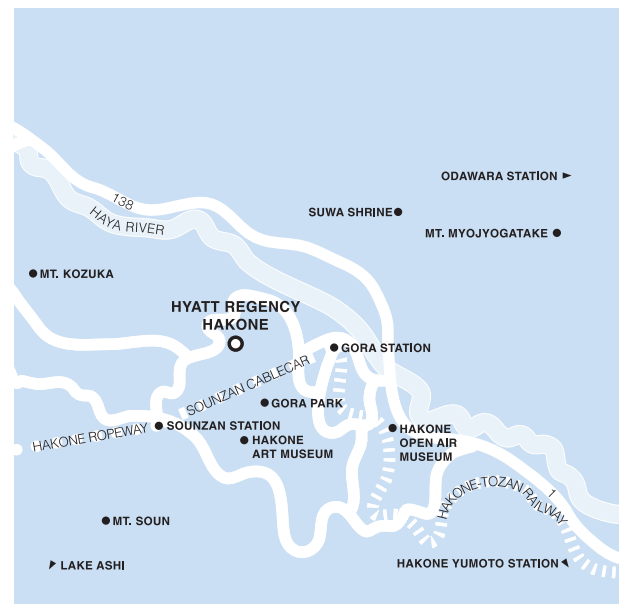 ODAWARA STATION
138
SUWA SHRINE
HAYA RIVER
MT. MYOJYOGATAKE
MT. KOZUKA
HYATT REGENCY
HAKONE
GORA STATION
SOUNZAN CABLECAR
GORA PARK
SOUNZAN STATION
HAKONE ROPEWAY
HAKONE
ART MUSEUM
HAKONE
OPEN AIR
MUSEUM
HAKONE-TOZAN RAILWAY
1
MT. SOUN
LAKE ASHI
HAKONE YUMOTO STATION